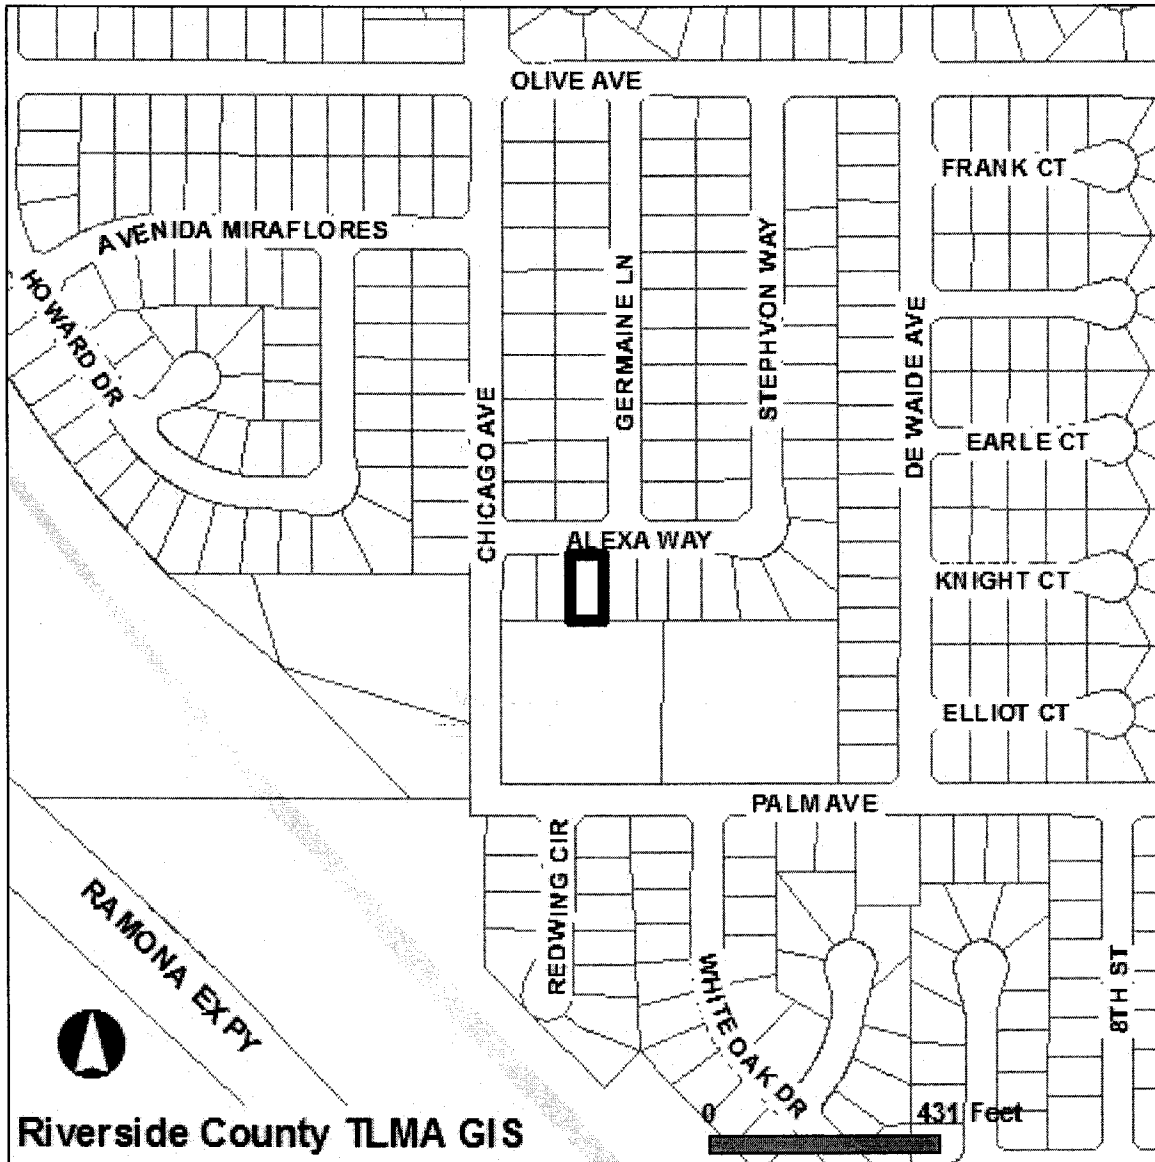 OLIVE AVE
FRANK CT
AVENIDA MIRAFLORES
HOWARD DR
GERMAINE LN
STEPHVON WAY
DE WAIDE AVE
CHICAGO AVE
EARLE CT
ALEXA WAY
KNIGHT CT
ELLIOT CT
PALM AVE
REDWING CIR
RAMONA EXPY
WHITEOAK DR
8TH ST
0 431 Feet
Riverside County TLMA GIS